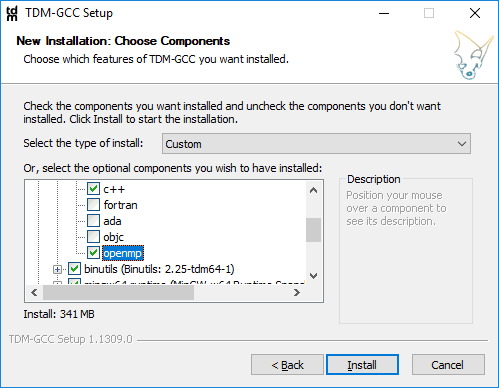 TDM-GCC Setup
New Installation: Choose Components
Choose which features of TDM-GCC you want installed.
Check the components you want installed and uncheck the components you don't want
installed. Click Install to start the installation.
Select the type of install:
Custom
Or, select the optional components you wish to have installed:
c++
fortran
ada
objc
openmp
binutils (Binutils: 2.25-tdm64-1)
Description
Position your mouse
over a component to
see its description.
Install: 341 MB
TDM-GCC Setup 1.1309.0
< Back
Install
Cancel